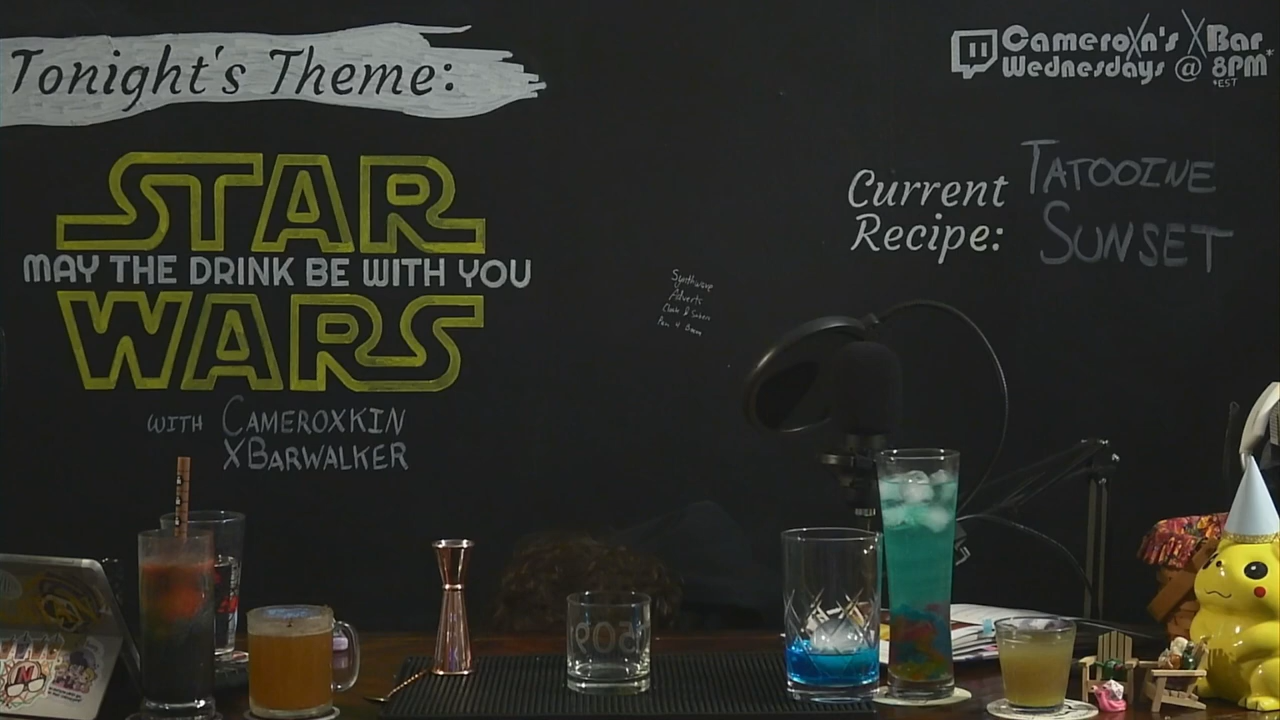 Tonight's Theme:
STAR
MAY THE DRINK BE WITH YOU
WARS
WITH CAMEROXKIN
XBARWALKER
Cameroxn's XBar
Wednesdays @ 8PM*
*EST
Current
Recipe:
TATOOINE
SUNSET
Synthwave
Adverts